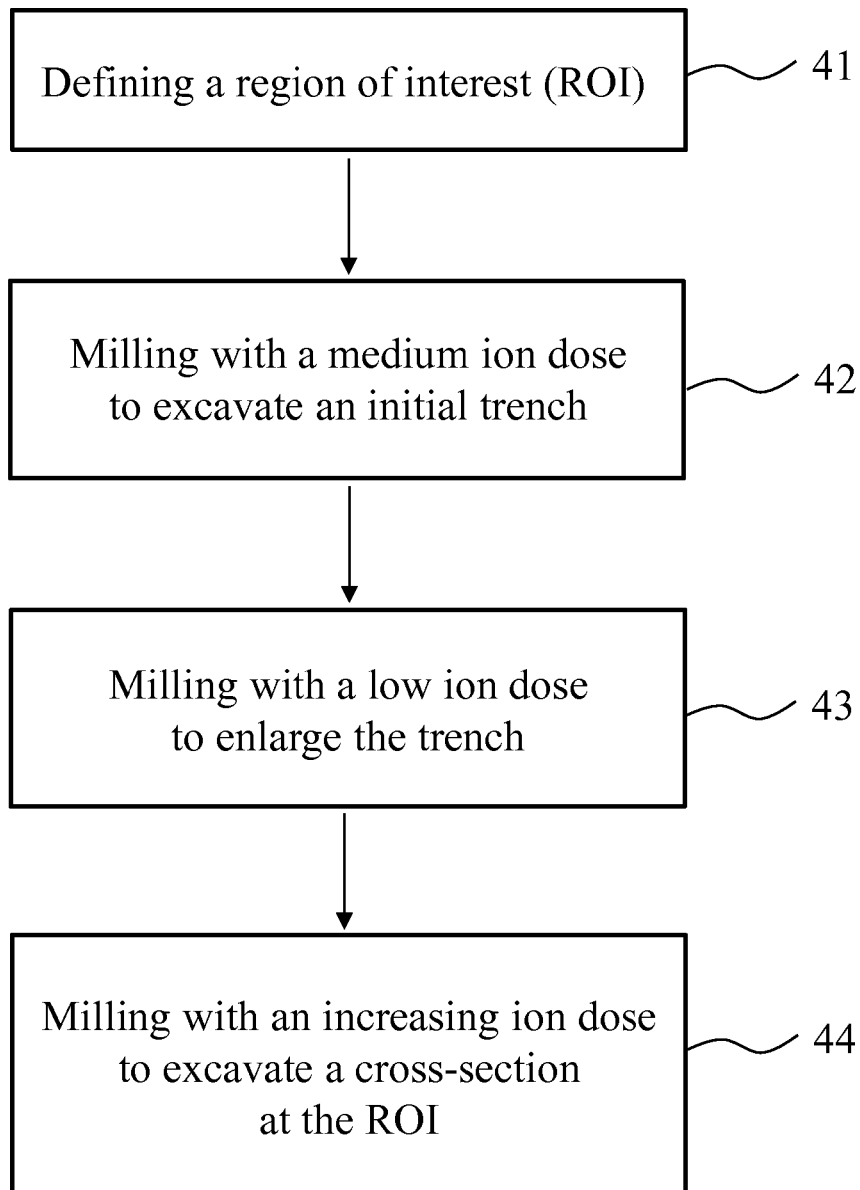 Defining a region of interest (ROI)
41
Milling with a medium ion dose
to excavate an initial trench
42
Milling with a low ion dose
to enlarge the trench
43
Milling with an increasing ion dose
to excavate a cross-section
at the ROI
44